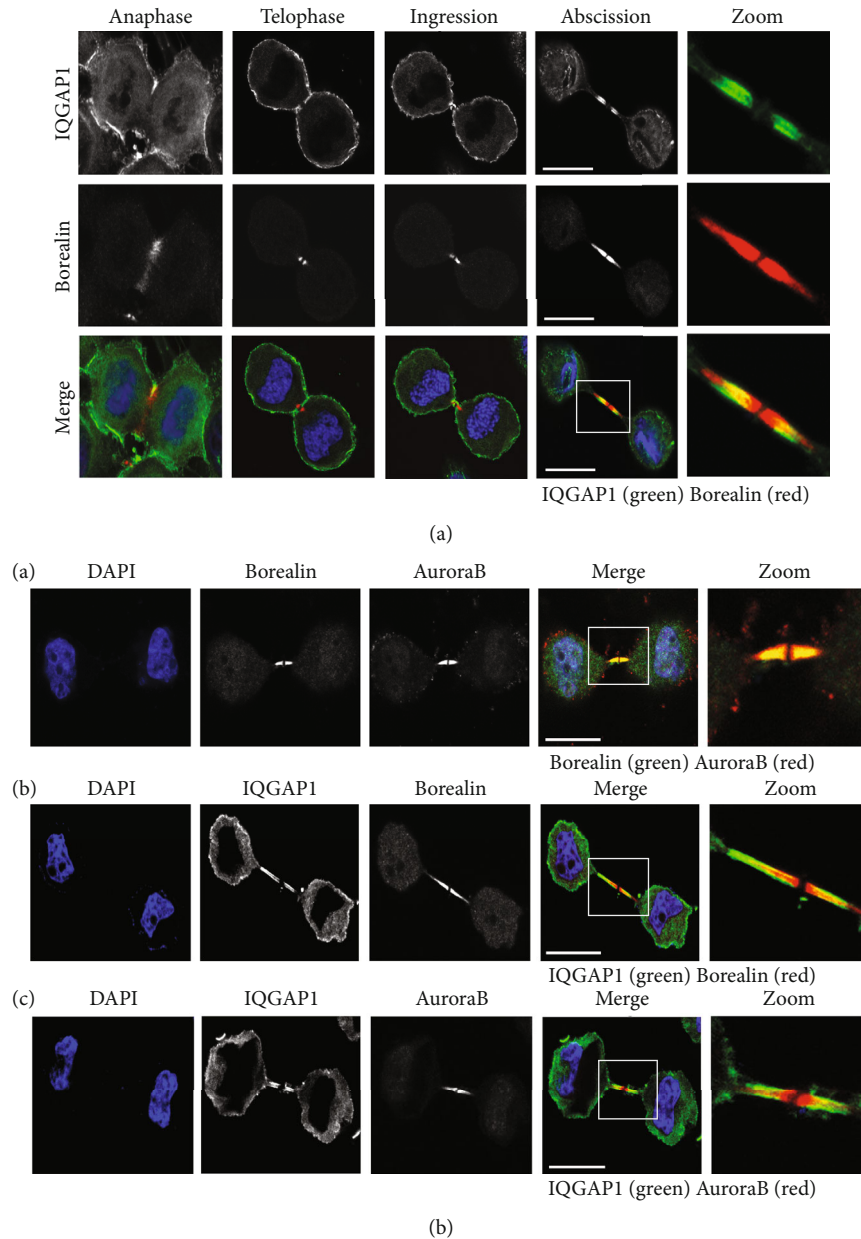 Anaphase Telophase Ingression Abscission Zoom
IQGAP1
Borealin
Merge
IQGAP1 (green) Borealin (red)
(a)
(a) DAPI Borealin AuroraB Merge Zoom
Borealin (green) AuroraB (red)
(b) DAPI IQGAP1 Borealin Merge Zoom
IQGAP1 (green) Borealin (red)
(c) DAPI IQGAP1 AuroraB Merge Zoom
IQGAP1 (green) AuroraB (red)
(b)